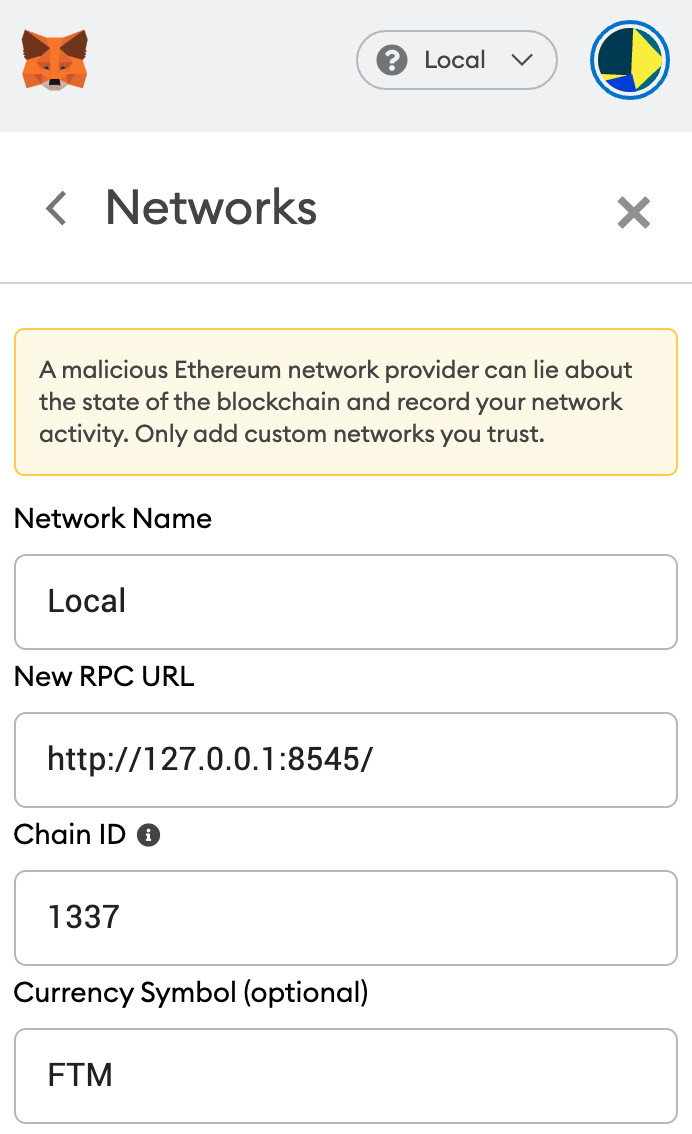 Local
Networks
A malicious Ethereum network provider can lie about
the state of the blockchain and record your network
activity. Only add custom networks you trust.
Network Name
Local
New RPC URL
http://127.0.0.1:8545/
Chain ID
1337
Currency Symbol (optional)
FTM